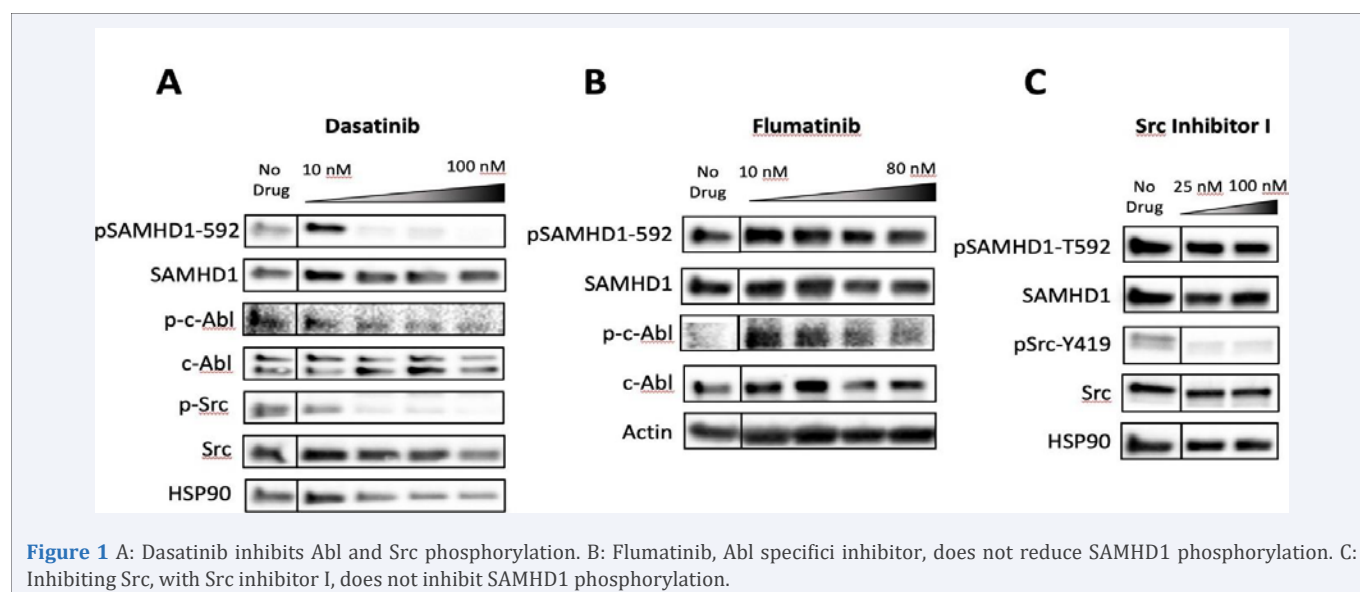 A
Dasatinib
No Drug
10 nM
100 nM
pSAMHD1-592
SAMHD1
p-c-Abl
c-Abl
p-Src
Src
HSP90
B
Flumatinib
No Drug
10 nM
80 nM
pSAMHD1-592
SAMHD1
p-c-Abl
c-Abl
Actin
C
Src Inhibitor I
No Drug
25 nM
100 nM
pSAMHD1-T592
SAMHD1
pSrc-Y419
Src
HSP90
Figure 1 A: Dasatinib inhibits Abl and Src phosphorylation. B: Flumatinib, Abl specifici inhibitor, does not reduce SAMHD1 phosphorylation. C:
Inhibiting Src, with Src inhibitor I, does not inhibit SAMHD1 phosphorylation.